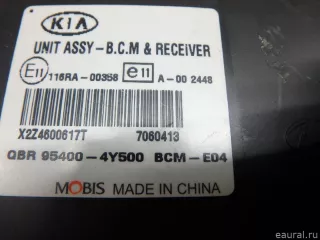 KIA
UNIT ASSY-B.C.M & RECEIVER
E11 116RA-00358 e11 A-00 2448
X2Z4600617T 7060413
QBR 95400-4Y500 BCM-E04
MOBIS MADE IN CHINA
eaural.ru